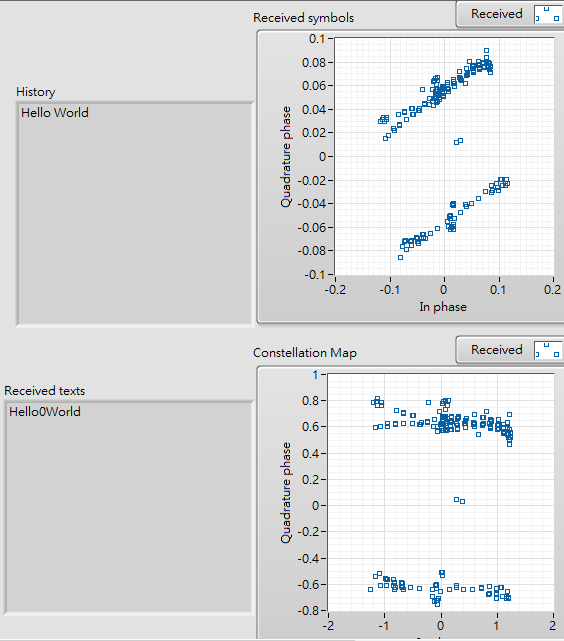 Received symbols
Received
History
Hello World
Quadrature phase
0.1
0.08
0.06
0.04
0.02
0
-0.02
-0.04
-0.06
-0.08
-0.1
-0.2
-0.1
0
0.1
0.2
In phase
Constellation Map
Received
Received texts
Hello0World
Quadrature phase
1
0.8
0.6
0.4
0.2
0
-0.2
-0.4
-0.6
-0.8
-2
-1
0
1
2